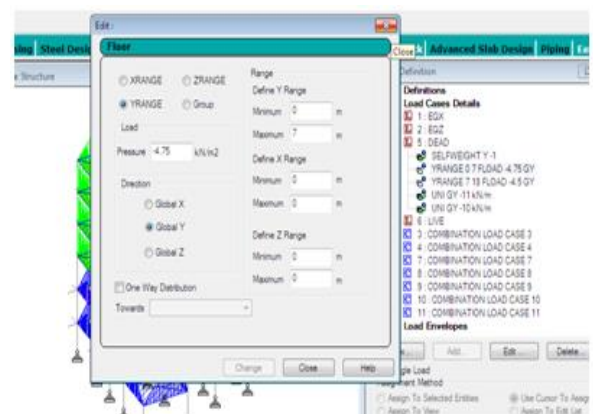 Edit :
Floor
Close
Advanced Slab Design Piping
Steel
Structure
XRANGE
ZRANGE
YRANGE
Group
Load
Pressure -4.75 kN/m2
Direction
Global X
Global Y
Global Z
One Way Distribution
Towards
Range
Define Y Range
Minimum 0 m
Maximum 7 m
Define X Range
Minimum 0 m
Maximum 0 m
Define Z Range
Minimum 0 m
Maximum 0 m
Change Close Help
Definitions
Load Cases Details
1 : EGX
2 : EGZ
5 : DEAD
SELFWEIGHT Y -1
YRANGE 0 7 FLOAD -4.75 GY
YRANGE 7 18 FLOAD -4.5 GY
UNI GY -11 kN/m
UNI GY -10 kN/m
6 : LIVE
3 : COMBINATION LOAD CASE 3
4 : COMBINATION LOAD CASE 4
7 : COMBINATION LOAD CASE 7
8 : COMBINATION LOAD CASE 8
9 : COMBINATION LOAD CASE 9
10 : COMBINATION LOAD CASE 10
11 : COMBINATION LOAD CASE 11
Load Envelopes
Add... Edit... Delete...
Load
Method
Assign To Selected Entities
Use Cursor To
Assign To View
Assign To Edit List